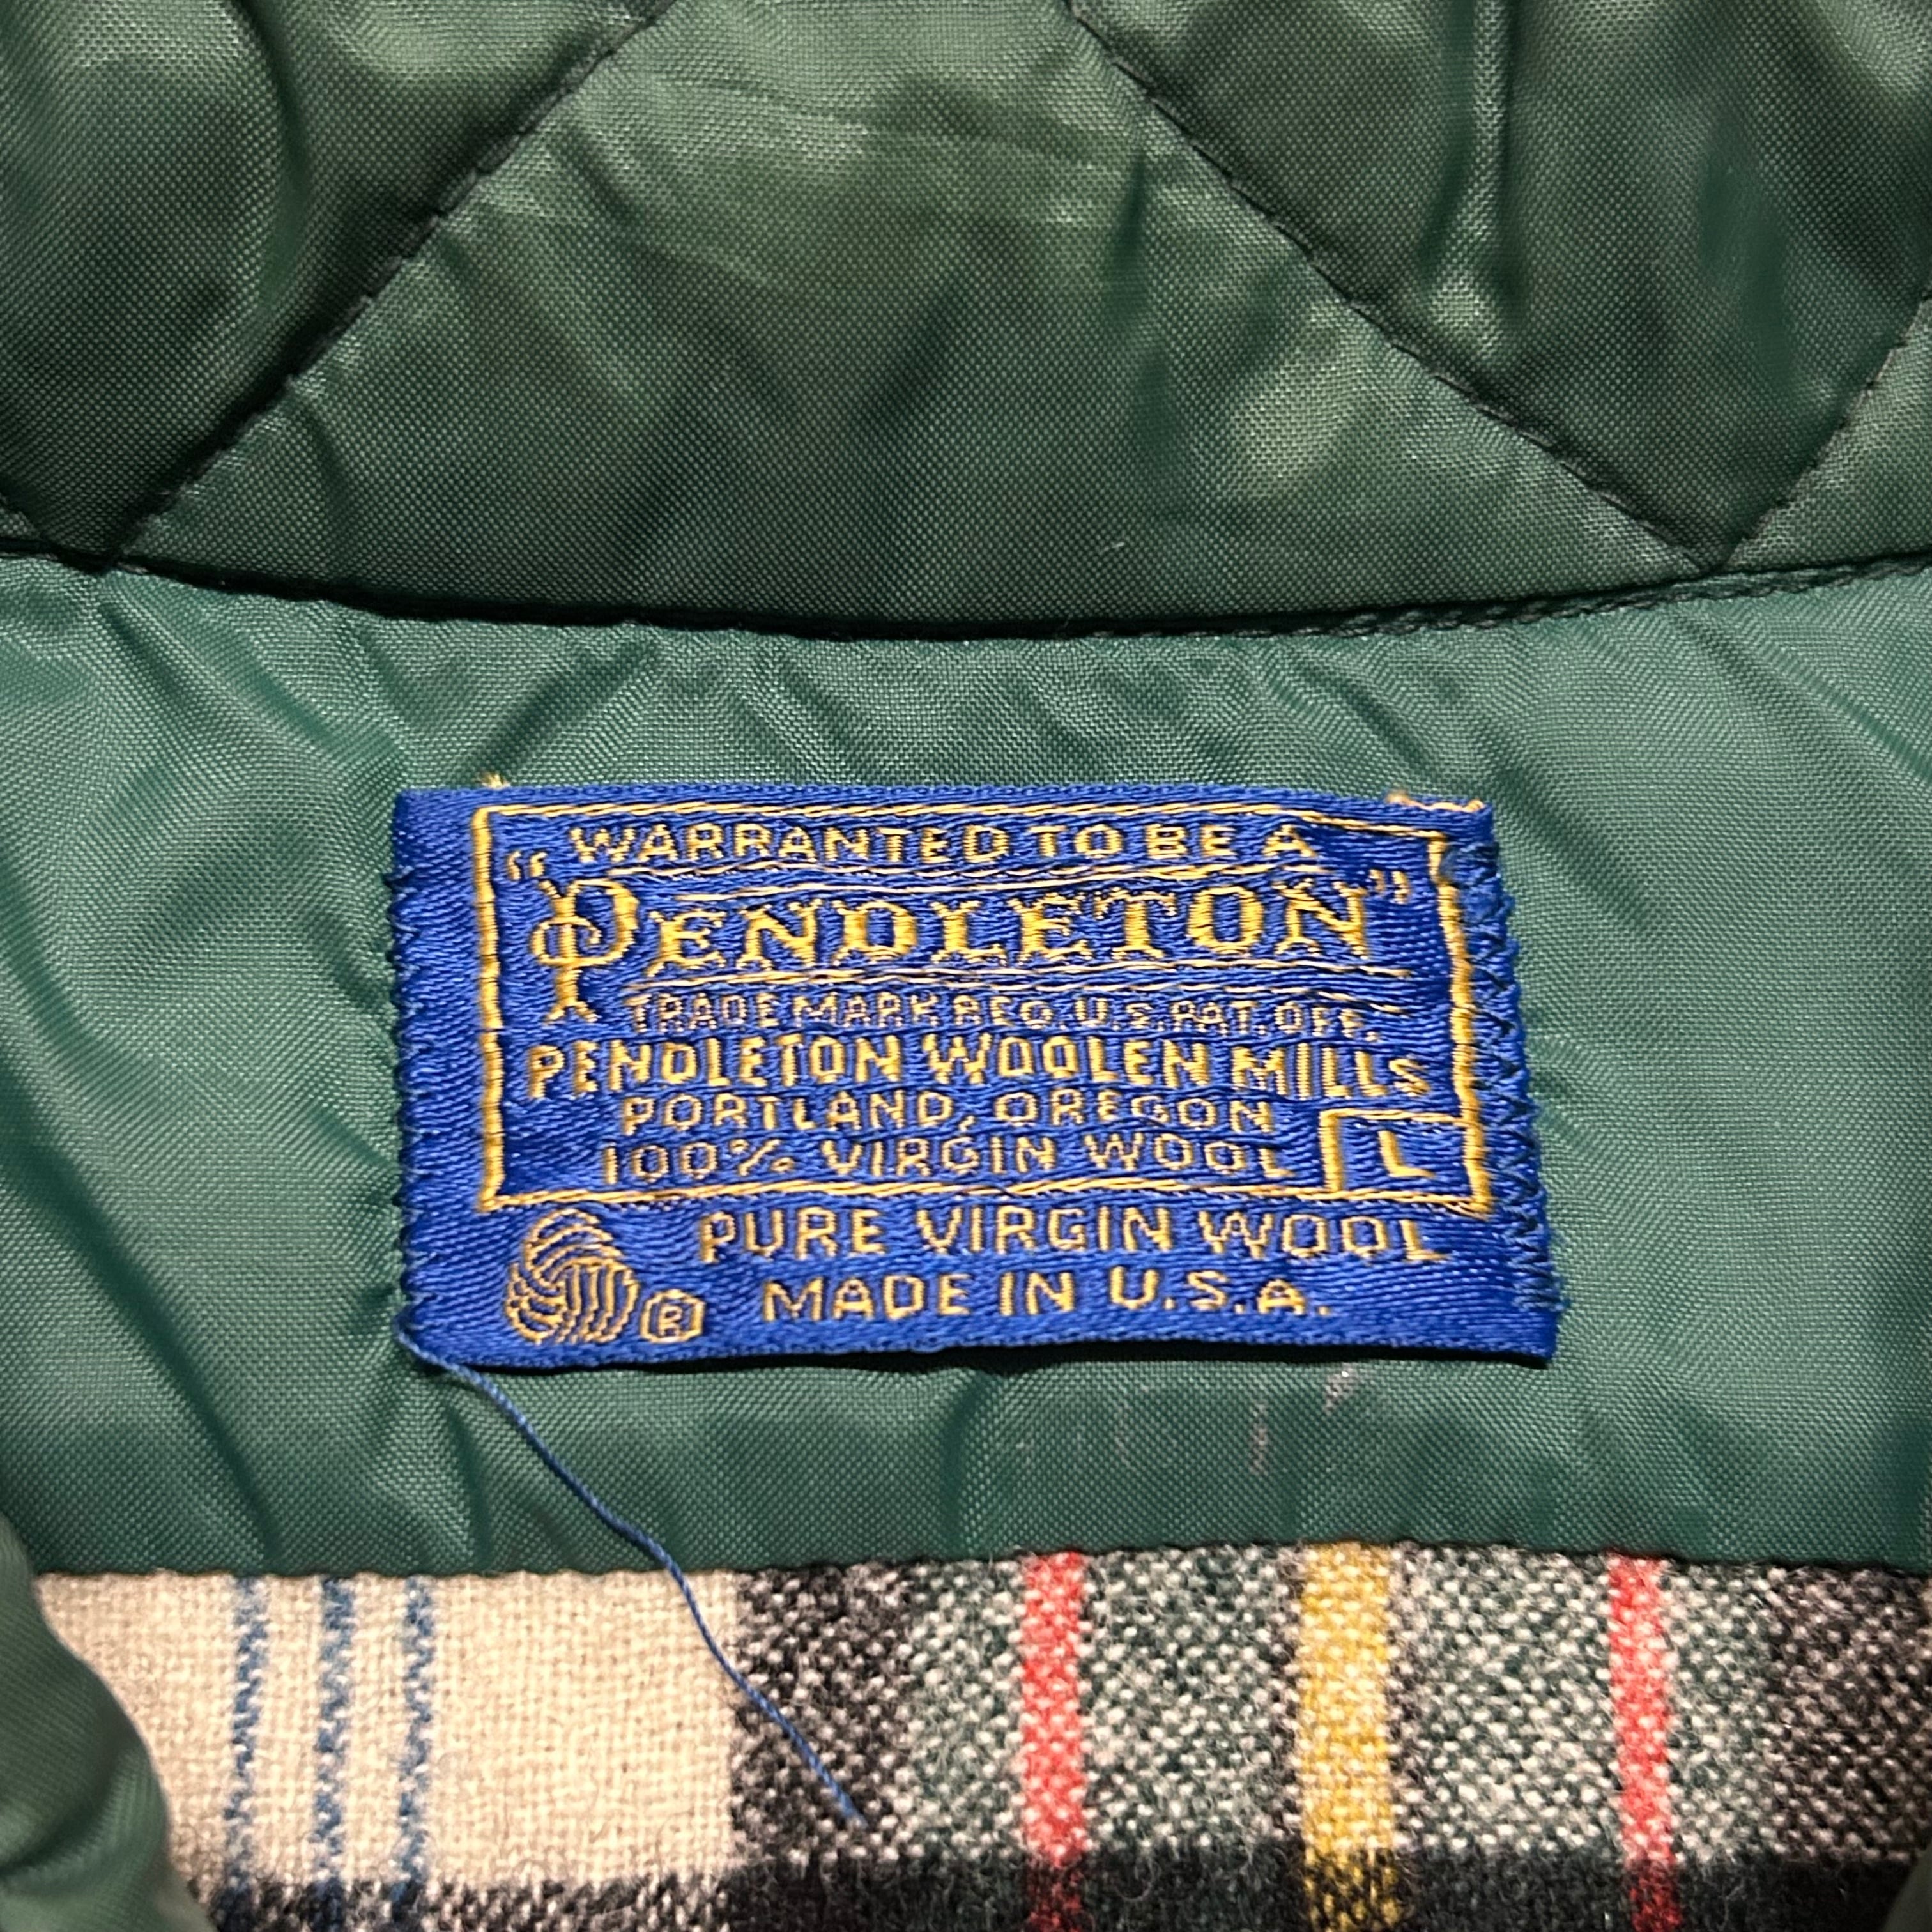 WARRANTED TO BE A
"PENDLETON"
TRADE MARK REG. U.S. PAT. OFF.
PENDLETON WOOLEN MILLS
PORTLAND, OREGON
100% VIRGIN WOOL L
PURE VIRGIN WOOL
® MADE IN U.S.A.